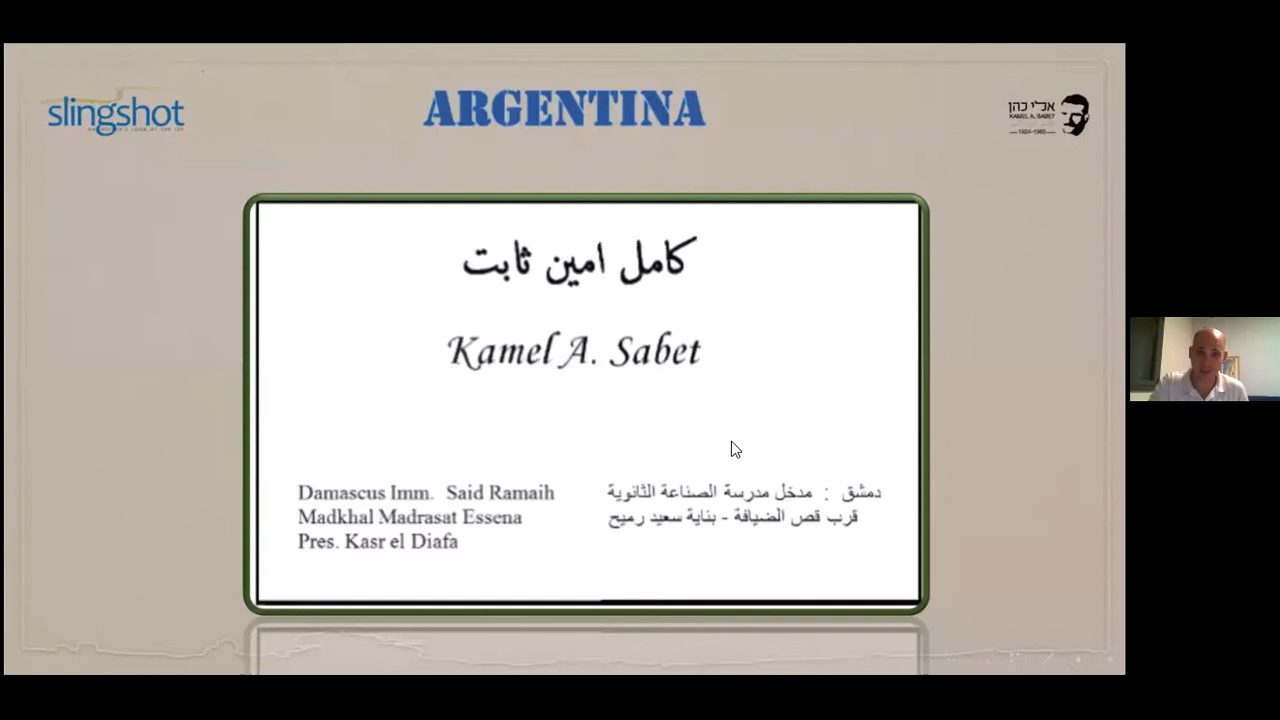 slingshot
ARGENTINA
אלי כהן
KAMEL A. SABET
1924-1965
كامل امين ثابت
Kamel A. Sabet
Damascus Imm. Said Ramaih
Madkhal Madrasat Essena
Pres. Kasr el Diafa
دمشق : مدخل مدرسة الصناعة الثانوية
قرب قص الضيافة - بناية سعيد رميح